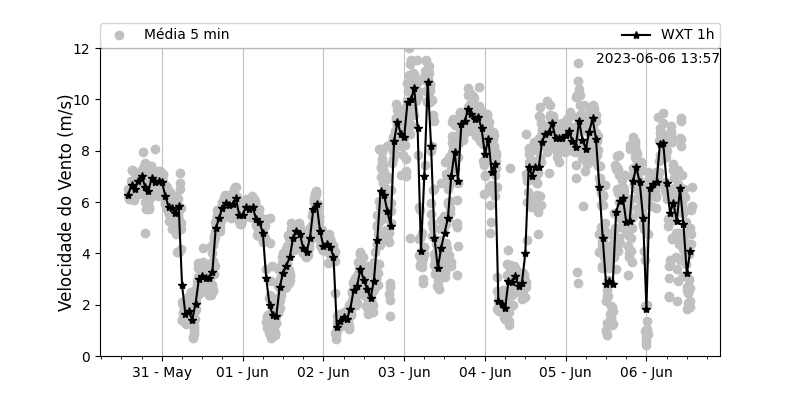 Média 5 min
WXT 1h
2023-06-06 13:57
Velocidade do Vento (m/s)
12
10
8
6
4
2
0
31 - May
01 - Jun
02 - Jun
03 - Jun
04 - Jun
05 - Jun
06 - Jun